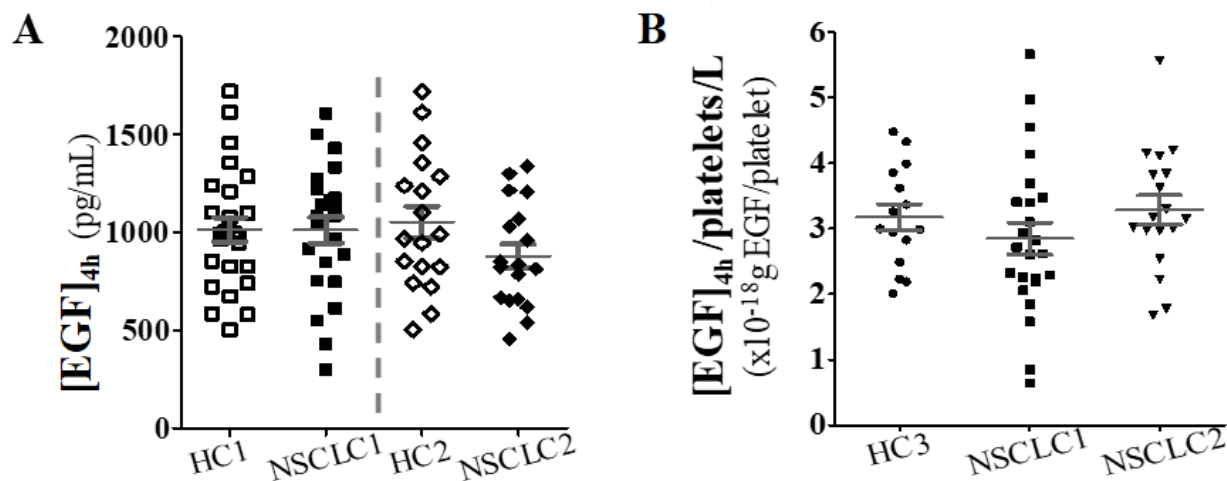 A
[EGF]4h (pg/mL)
2000
1500
1000
500
0
HC1
NSCLC1
HC2
NSCLC2
B
[EGF]4h/platelets/L
(x10-18g EGF/platelet)
6
5
4
3
2
1
0
HC3
NSCLC1
NSCLC2